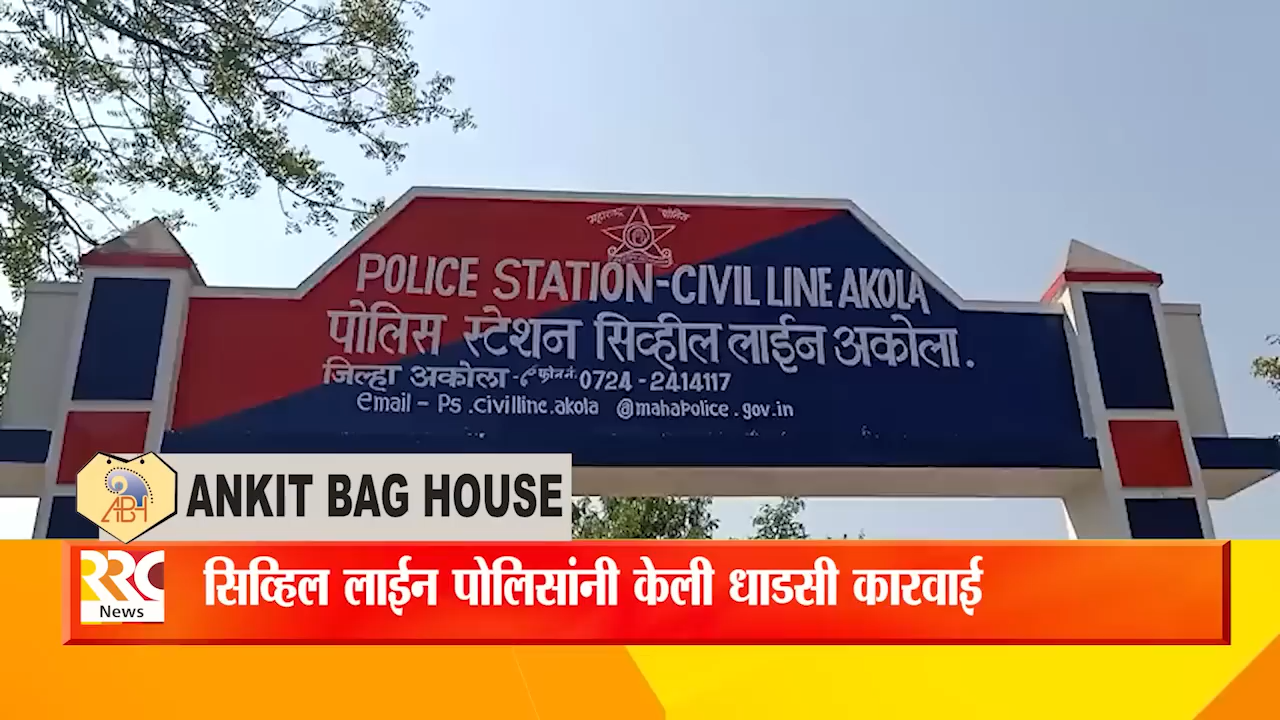 महाराष्ट्र पोलिस
POLICE STATION-CIVIL LINE AKOLA
पोलिस स्टेशन सिव्हील लाईन अकोला.
जिल्हा अकोला - फोन नं. 0724-2414117
email - Ps.civilline.akola @mahaPolice.gov.in
ABH
ANKIT BAG HOUSE
RRC
News
सिव्हिल लाईन पोलिसांनी केली धाडसी कारवाई